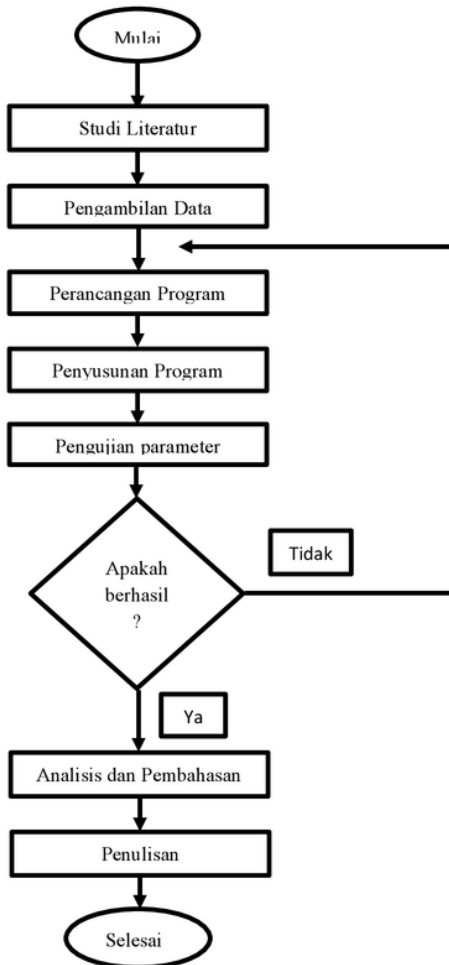 Mulai
Studi Literatur
Pengambilan Data
Perancangan Program
Penyusunan Program
Pengujian parameter
Apakah
berhasil
?
Tidak
Ya
Analisis dan Pembahasan
Penulisan
Selesai